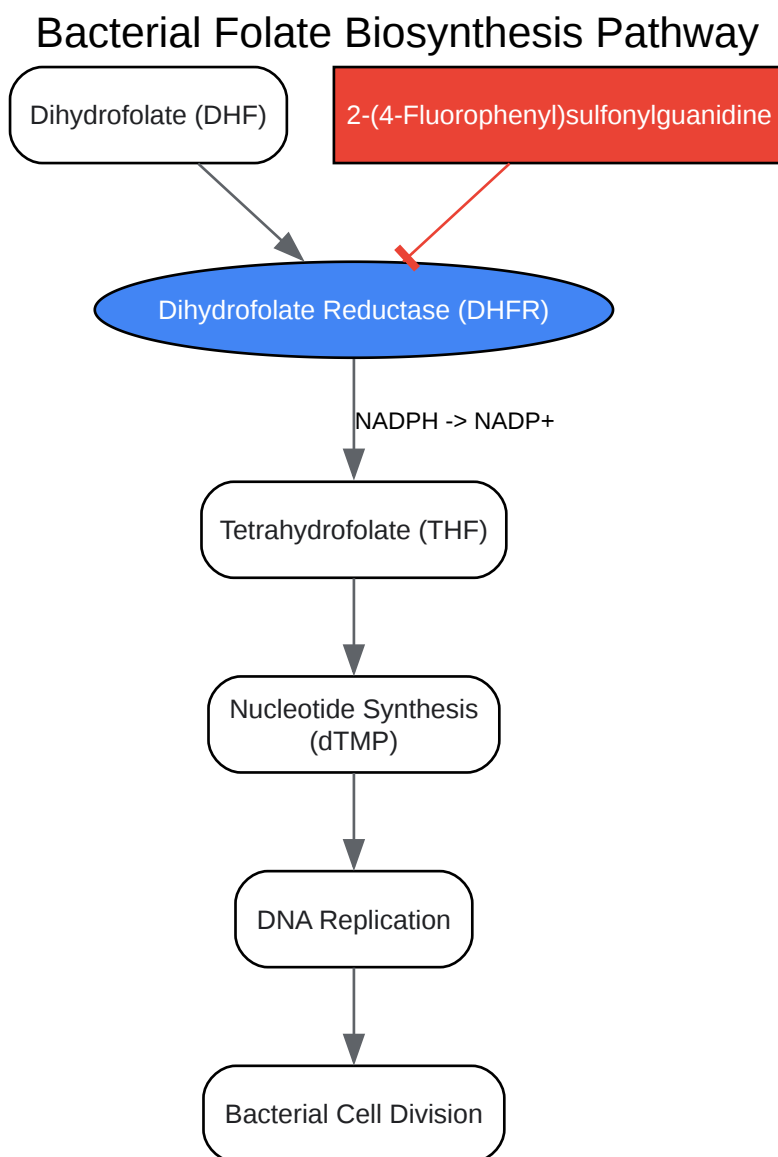 Bacterial Folate Biosynthesis Pathway
Dihydrofolate (DHF)
2-(4-Fluorophenyl)sulfonylguanidine
Dihydrofolate Reductase (DHFR)
NADPH -> NADP+
Tetrahydrofolate (THF)
Nucleotide Synthesis
(dTMP)
DNA Replication
Bacterial Cell Division